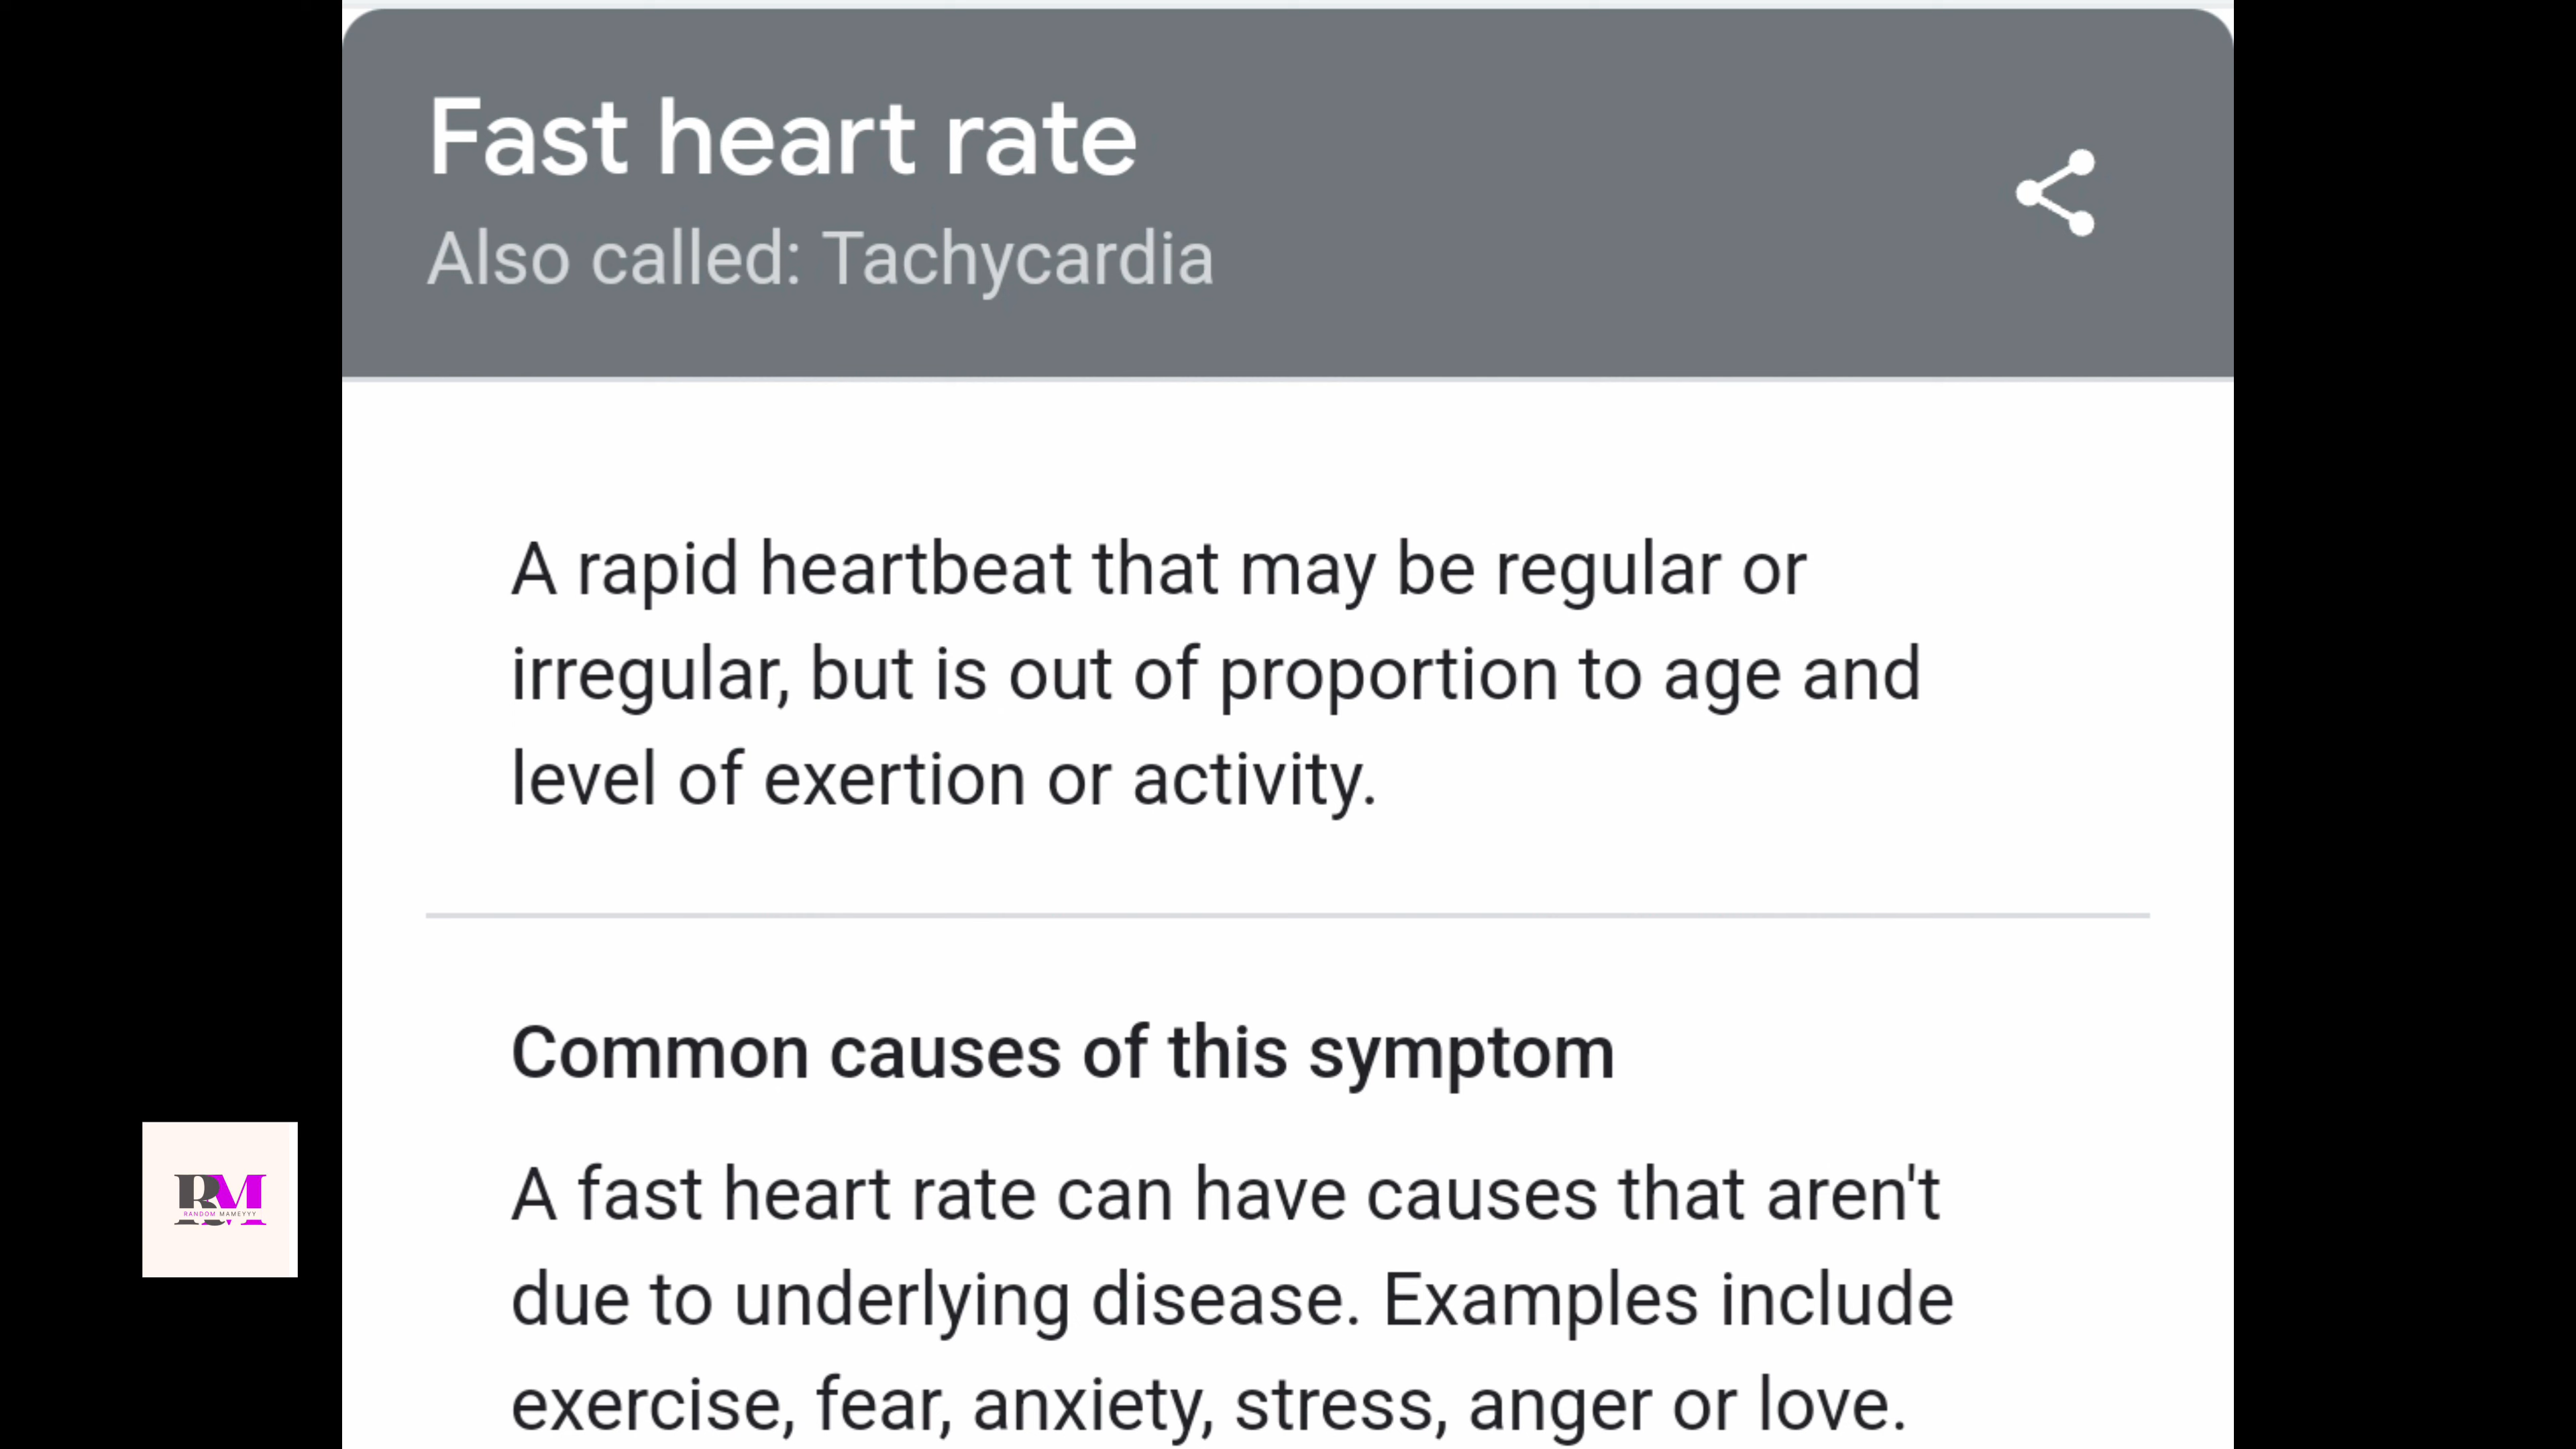 Fast heart rate
Also called: Tachycardia
A rapid heartbeat that may be regular or
irregular, but is out of proportion to age and
level of exertion or activity.
Common causes of this symptom
A fast heart rate can have causes that aren't
due to underlying disease. Examples include
exercise, fear, anxiety, stress, anger or love.
RM
RANDOM MAMEYYY